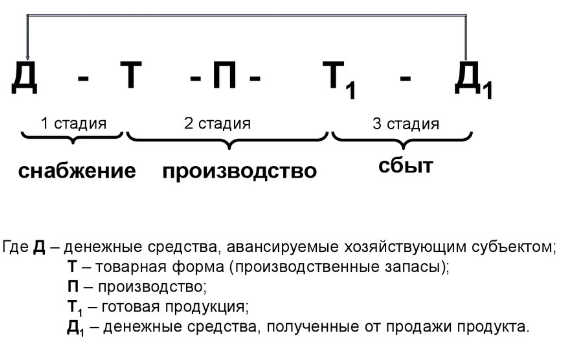 Д - Т - П - Т1 - Д1
1 стадия 2 стадия 3 стадия
снабжение производство сбыт
Где Д – денежные средства, авансируемые хозяйствующим субъектом;
Т – товарная форма (производственные запасы);
П – производство;
Т1 – готовая продукция;
Д1 – денежные средства, полученные от продажи продукта.